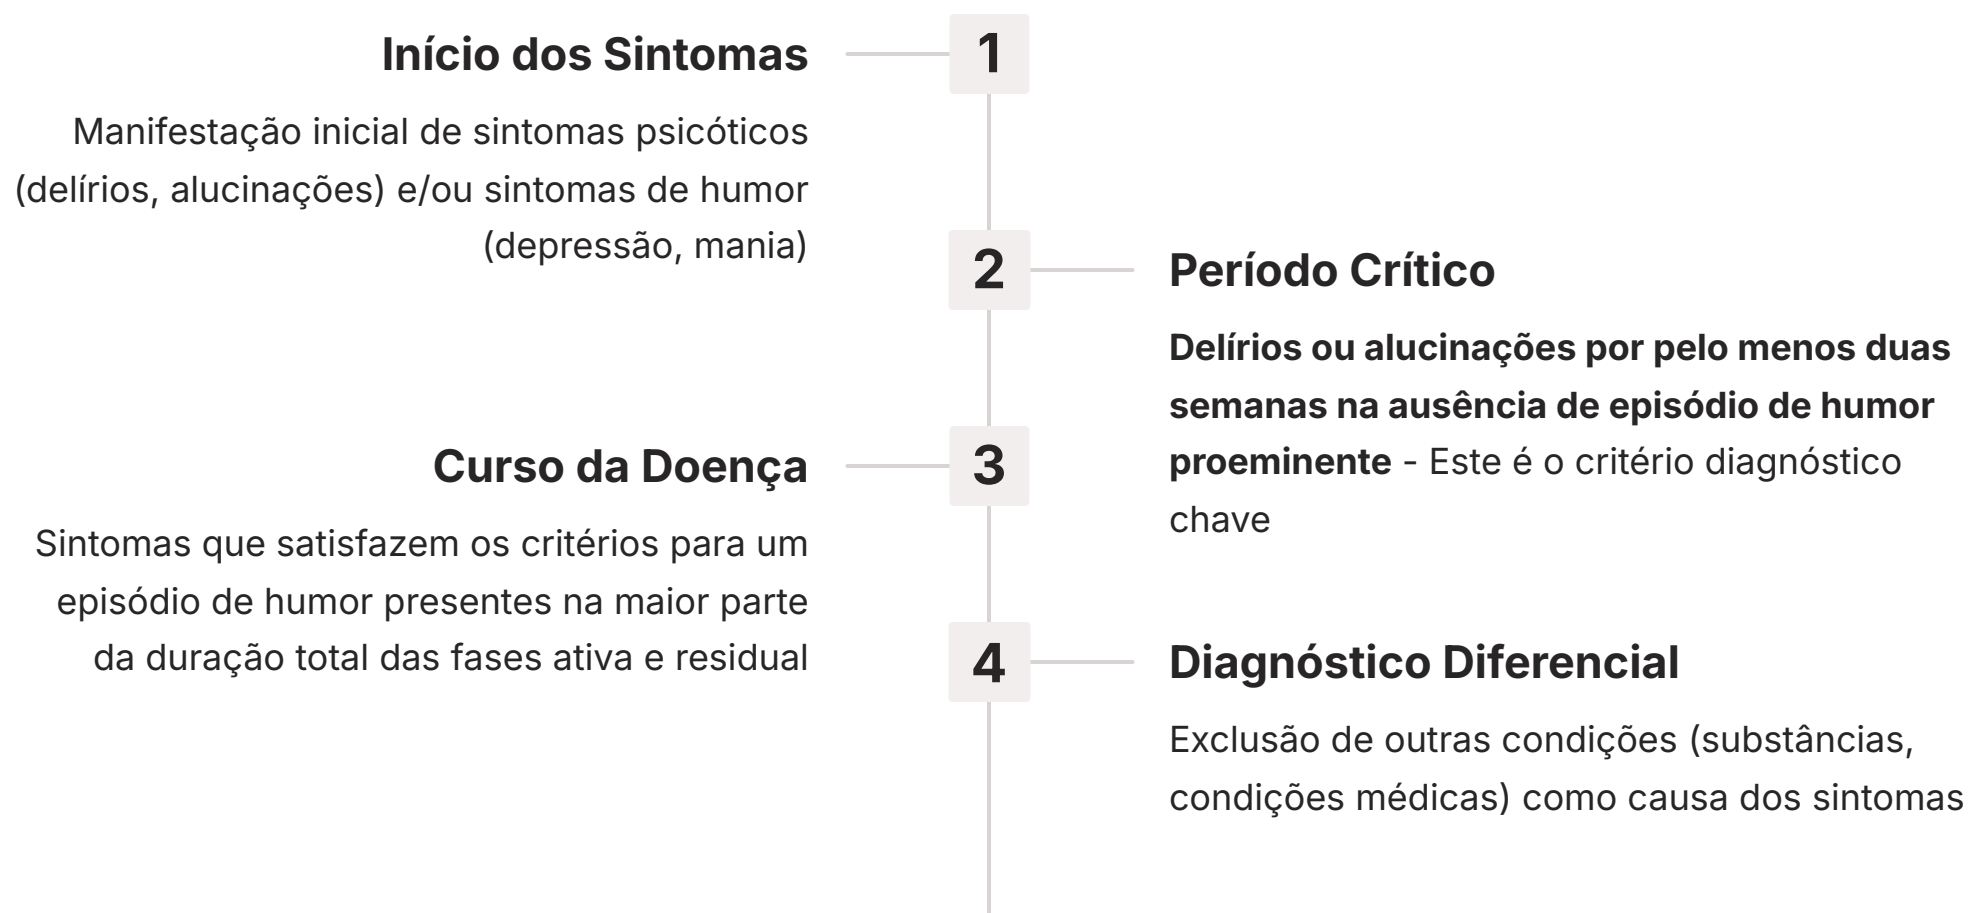 1
Início dos Sintomas
Manifestação inicial de sintomas psicóticos
(delírios, alucinações) e/ou sintomas de humor
(depressão, mania)
2
Período Crítico
Delírios ou alucinações por pelo menos duas
semanas na ausência de episódio de humor
proeminente - Este é o critério diagnóstico
chave
3
Curso da Doença
Sintomas que satisfazem os critérios para um
episódio de humor presentes na maior parte
da duração total das fases ativa e residual
4
Diagnóstico Diferencial
Exclusão de outras condições (substâncias,
condições médicas) como causa dos sintomas